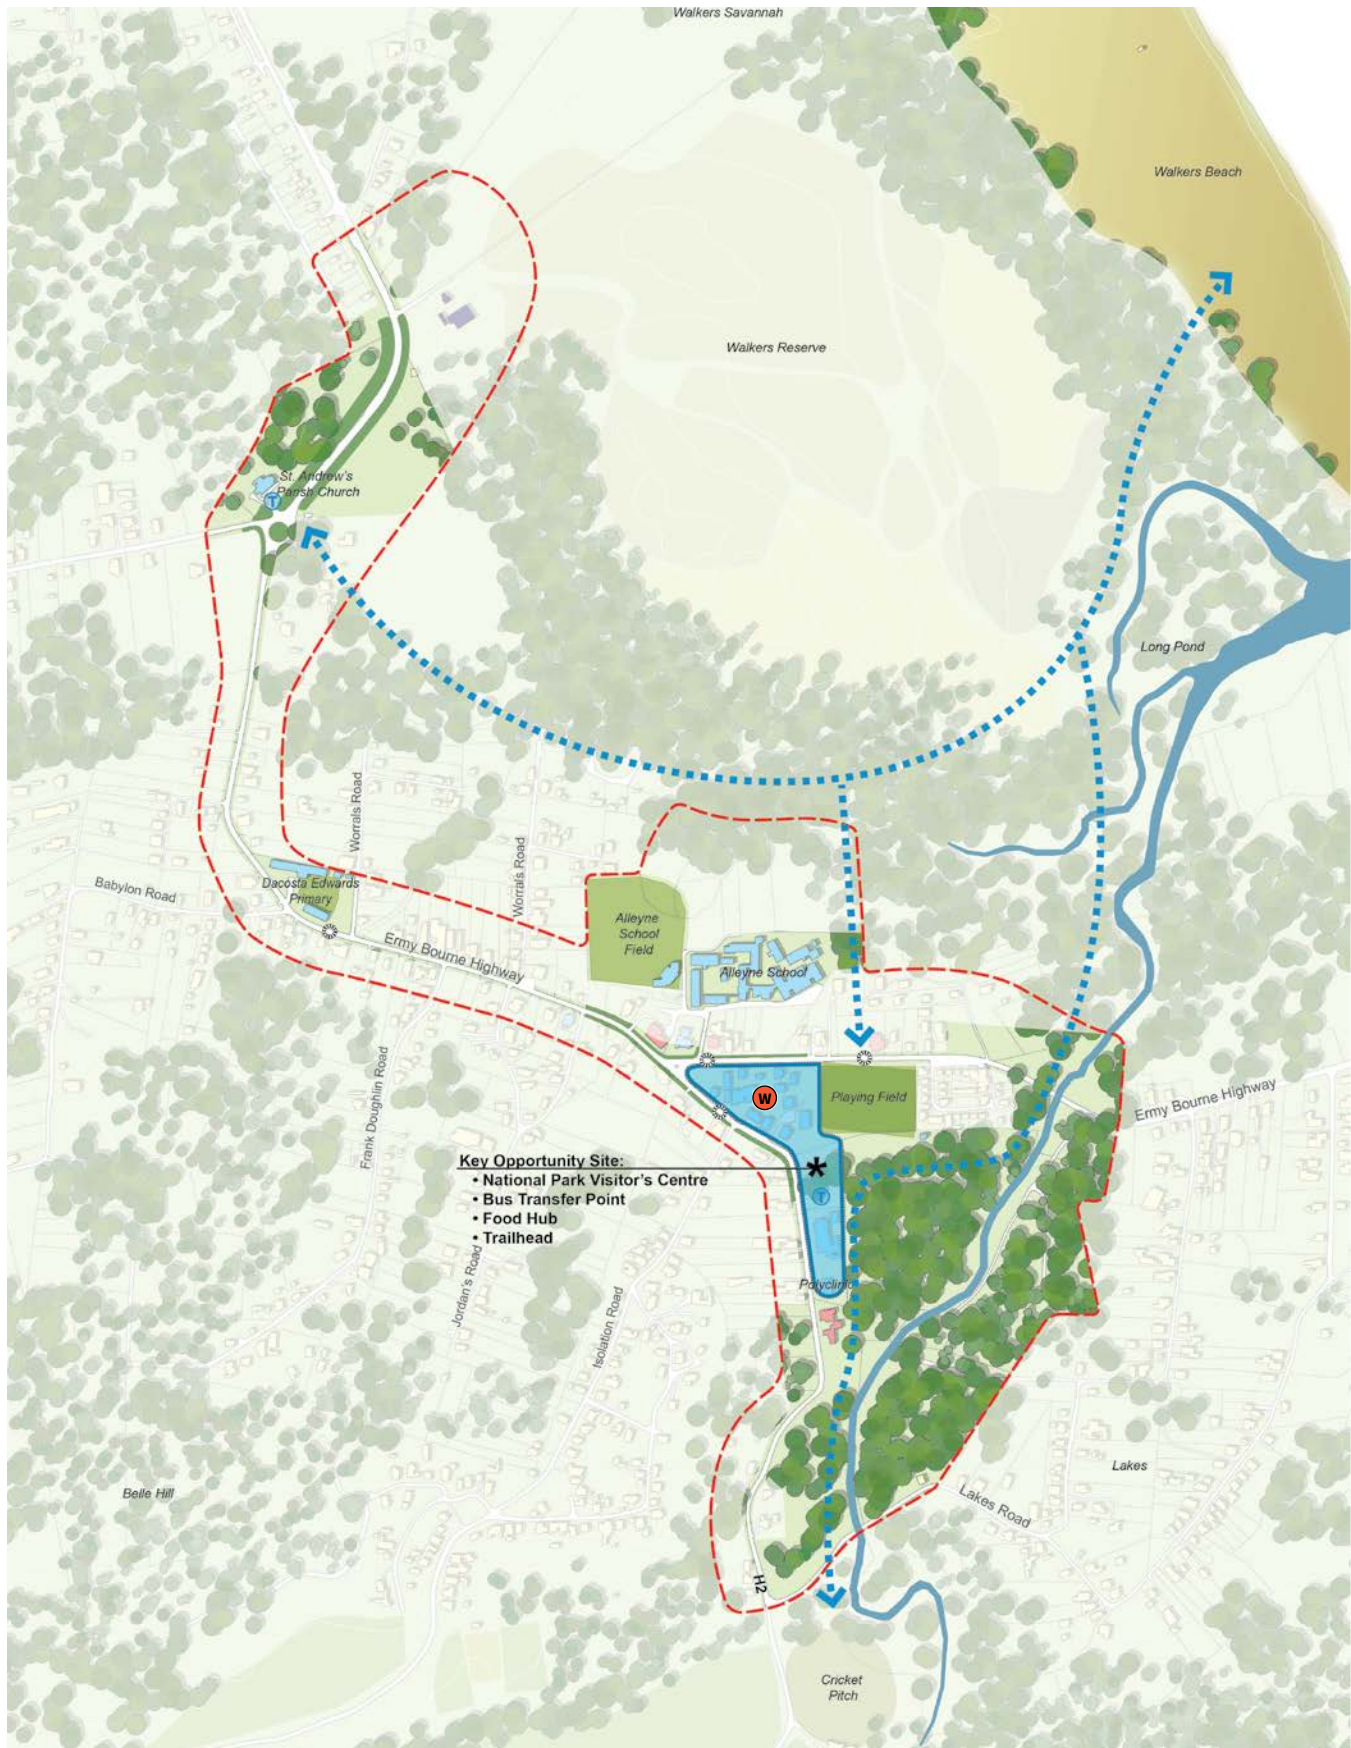 Walkers Savannah
Walkers Beach
Walkers Reserve
St. Andrew's
Parish Church
T
Long Pond
Worrals Road
Worrals Road
Babylon Road
Dacosta Edwards
Primary
Alleyne
School
Field
Ermy Bourne Highway
Alleyne School
Frank Doughlin Road
W
Playing Field
Ermy Bourne Highway
Key Opportunity Site:
• National Park Visitor's Centre
• Bus Transfer Point
• Food Hub
• Trailhead
*
T
Jordan's Road
Polyclinic
Isolation Road
Belle Hill
Lakes
Lakes Road
H2
Cricket
Pitch